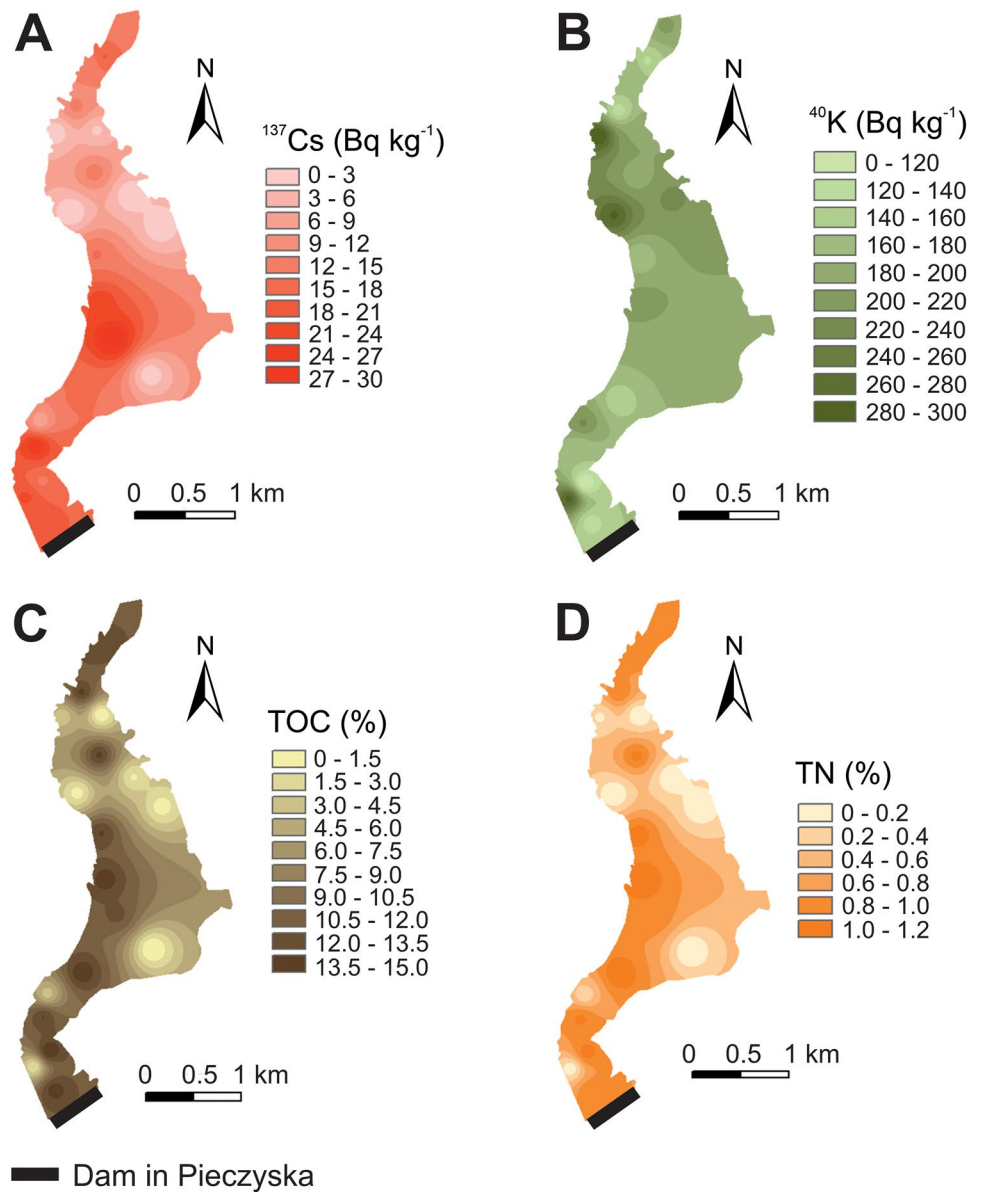 A
N
¹³⁷Cs (Bq kg⁻¹)
0 - 3
3 - 6
6 - 9
9 - 12
12 - 15
15 - 18
18 - 21
21 - 24
24 - 27
27 - 30
0 0.5 1 km
B
N
⁴⁰K (Bq kg⁻¹)
0 - 120
120 - 140
140 - 160
160 - 180
180 - 200
200 - 220
220 - 240
240 - 260
260 - 280
280 - 300
0 0.5 1 km
C
N
TOC (%)
0 - 1.5
1.5 - 3.0
3.0 - 4.5
4.5 - 6.0
6.0 - 7.5
7.5 - 9.0
9.0 - 10.5
10.5 - 12.0
12.0 - 13.5
13.5 - 15.0
0 0.5 1 km
D
N
TN (%)
0 - 0.2
0.2 - 0.4
0.4 - 0.6
0.6 - 0.8
0.8 - 1.0
1.0 - 1.2
0 0.5 1 km
Dam in Pieczyska